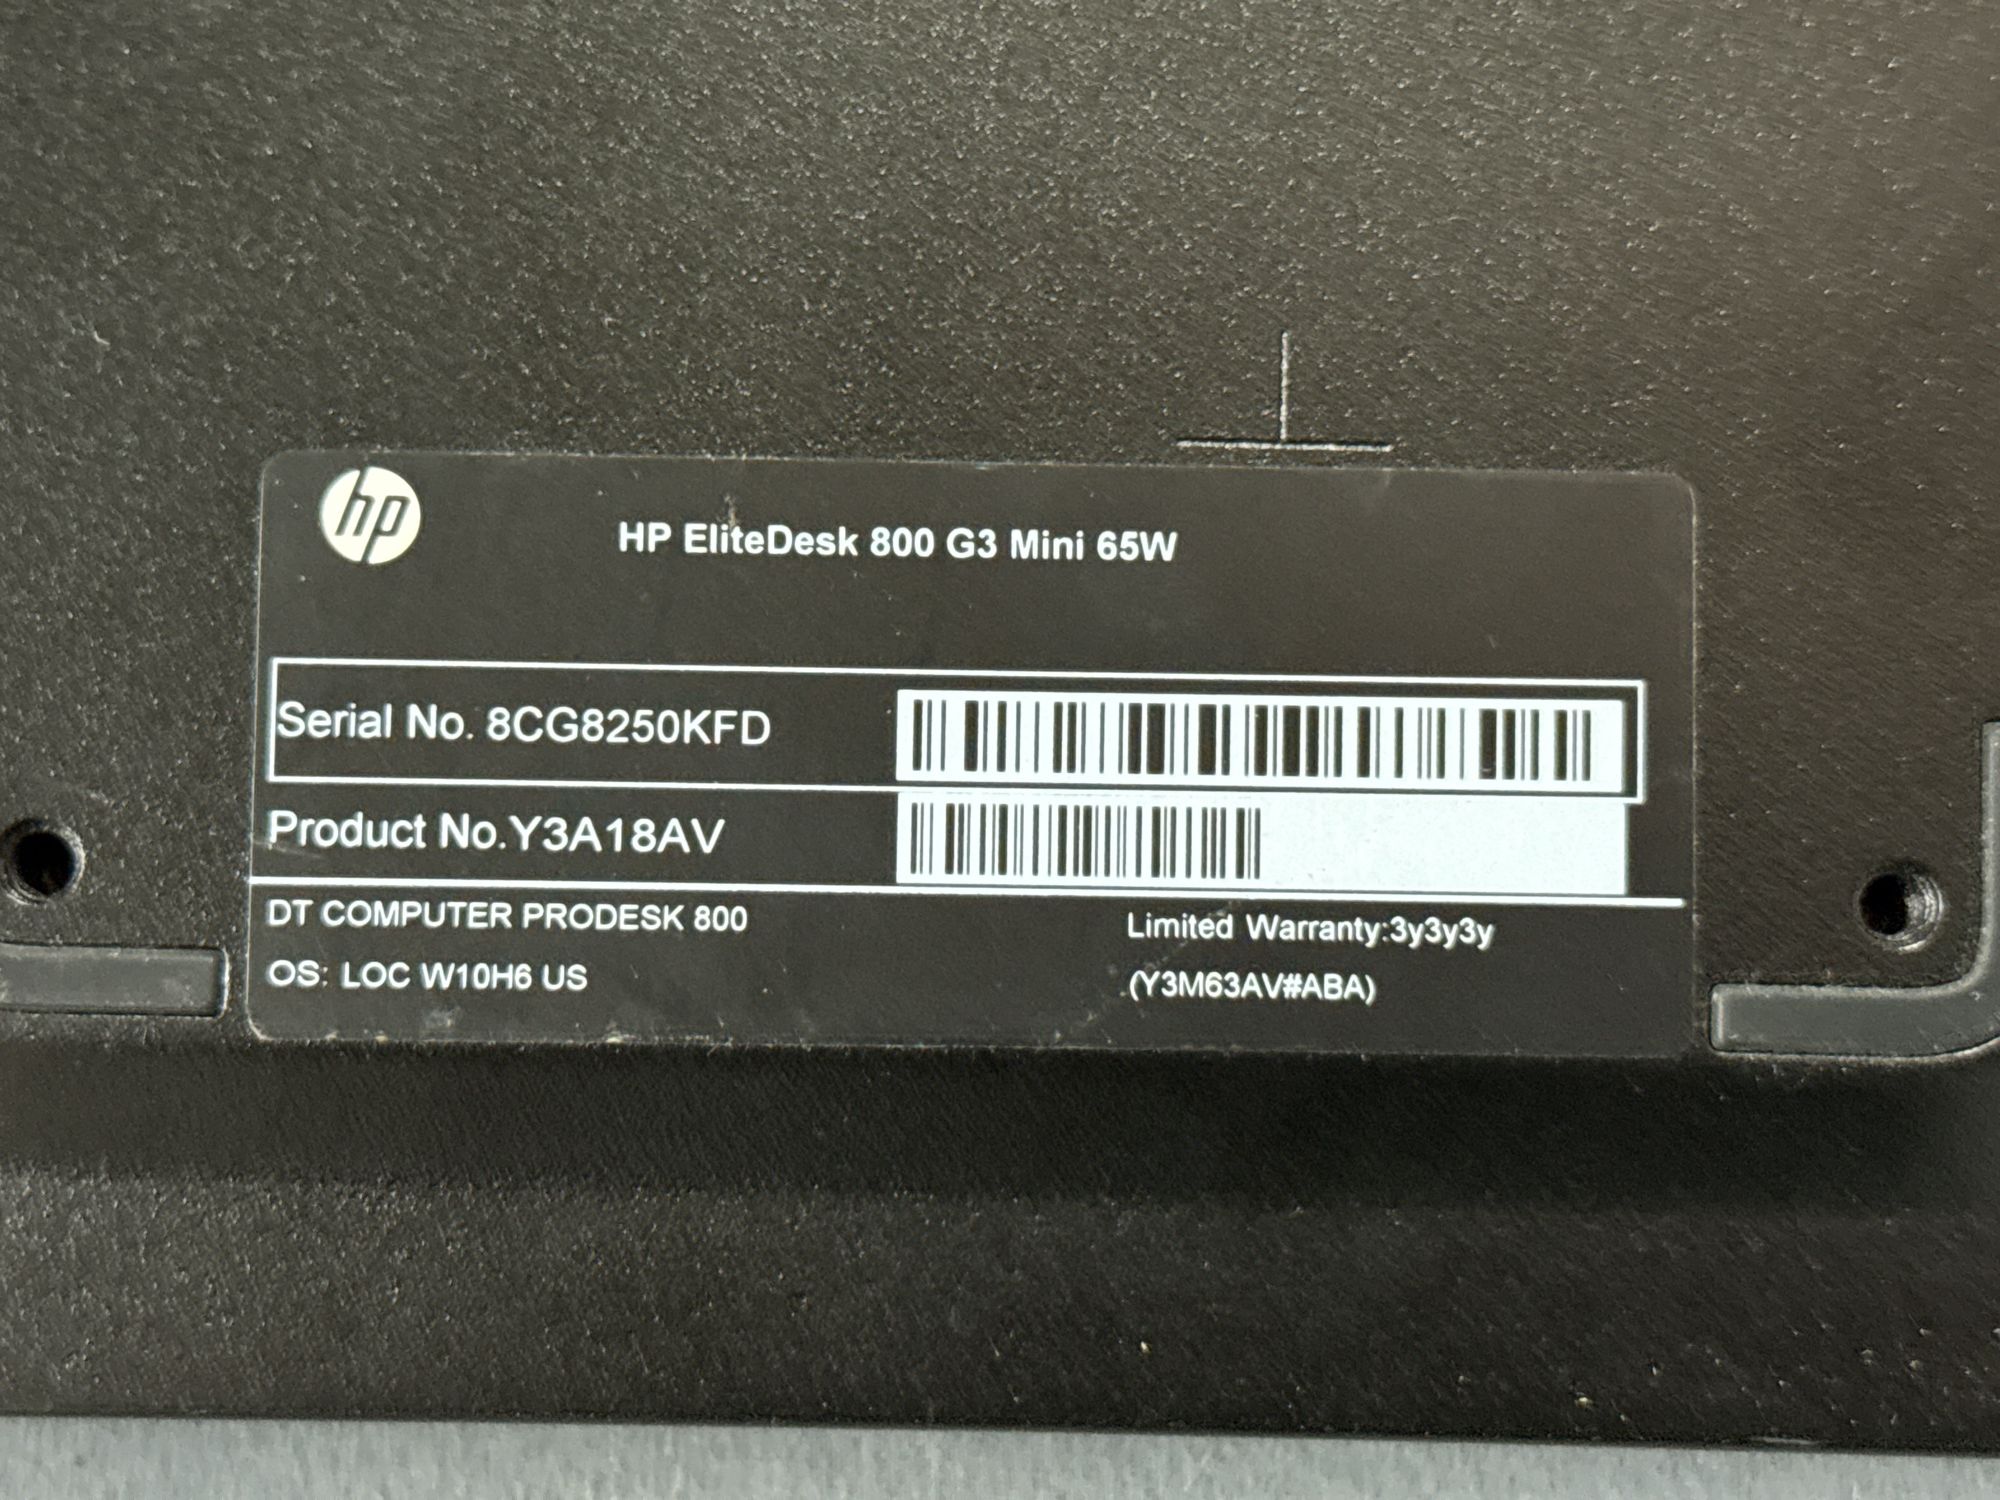 hp
HP EliteDesk 800 G3 Mini 65W
Serial No. 8CG8250KFD
Product No.Y3A18AV
DT COMPUTER PRODESK 800
Limited Warranty:3y3y3y
OS: LOC W10H6 US
(Y3M63AV#ABA)